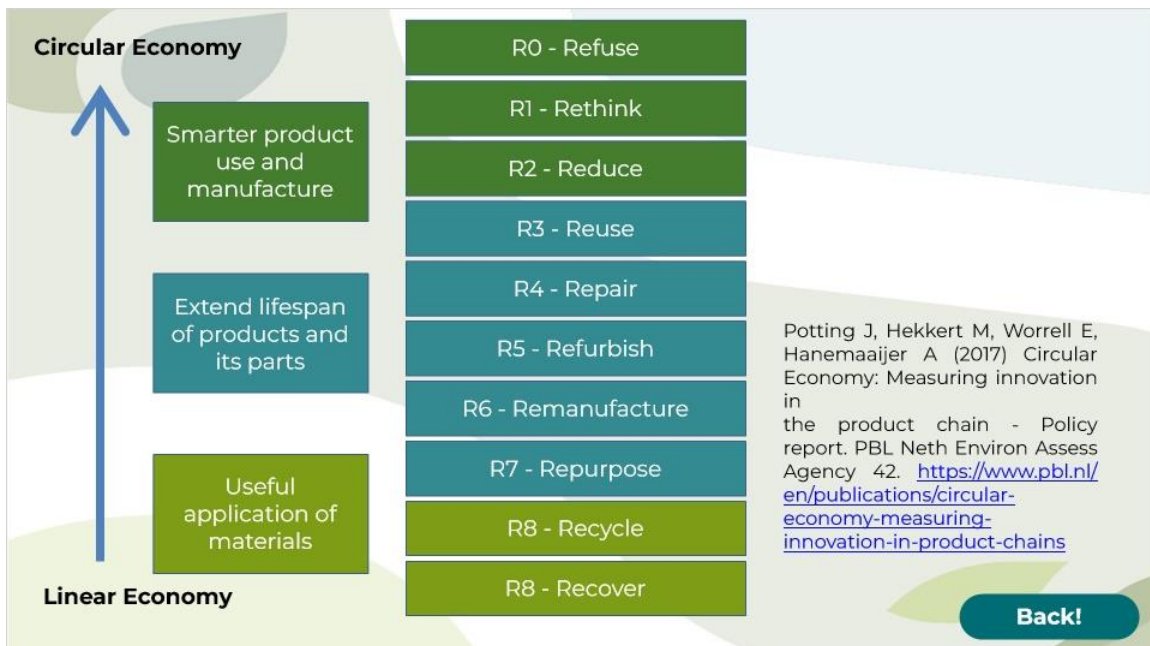 Circular Economy
Smarter product
use and
manufacture
Extend lifespan
of products and
its parts
Useful
application of
materials
Linear Economy
R0 - Refuse
R1 - Rethink
R2 - Reduce
R3 - Reuse
R4 - Repair
R5 - Refurbish
R6 - Remanufacture
R7 - Repurpose
R8 - Recycle
R8 - Recover
Potting J, Hekkert M, Worrell E,
Hanemaaijer A (2017) Circular
Economy: Measuring innovation
in
the product chain - Policy
report. PBL Neth Environ Assess
Agency 42. https://www.pbl.nl/
en/publications/circular-
economy-measuring-
innovation-in-product-chains
Back!